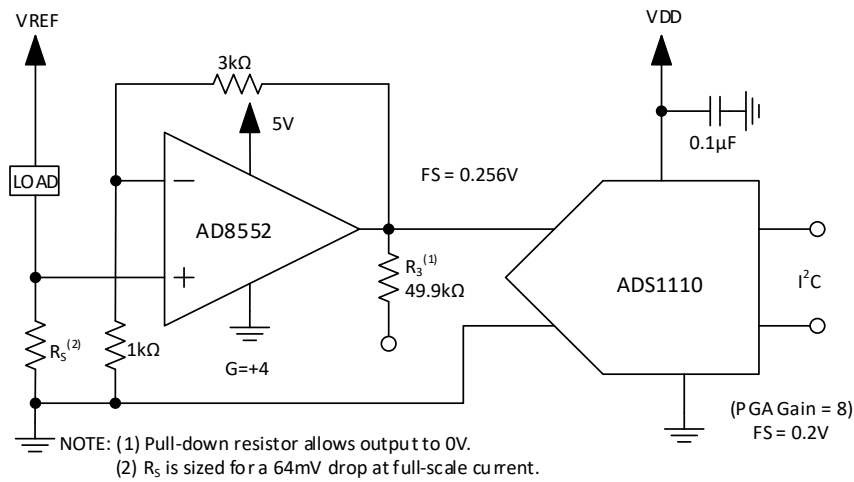 VREF
VDD
3kΩ
5V
0.1µF
LOAD
FS = 0.256V
−
AD8552
+
R3(1)
49.9kΩ
ADS1110
I2C
RS(2)
1kΩ
G=+4
(PGA Gain = 8)
FS = 0.2V
NOTE: (1) Pull-down resistor allows output to 0V.
(2) RS is sized for a 64mV drop at full-scale current.